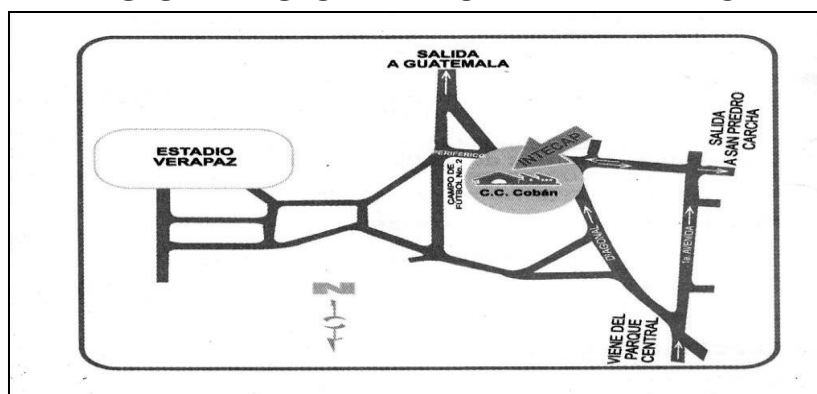 SALIDA
A GUATEMALA
ESTADIO
VERAPAZ
PERIFERICO
INTECAP
C.C. Cobán
CAMPO DE
FUTBOL No. 2
SALIDA
A SAN PREDRO
CARCHA
DIAGONAL
1a. AVENIDA
VIENE DEL
PARQUE
CENTRAL
N